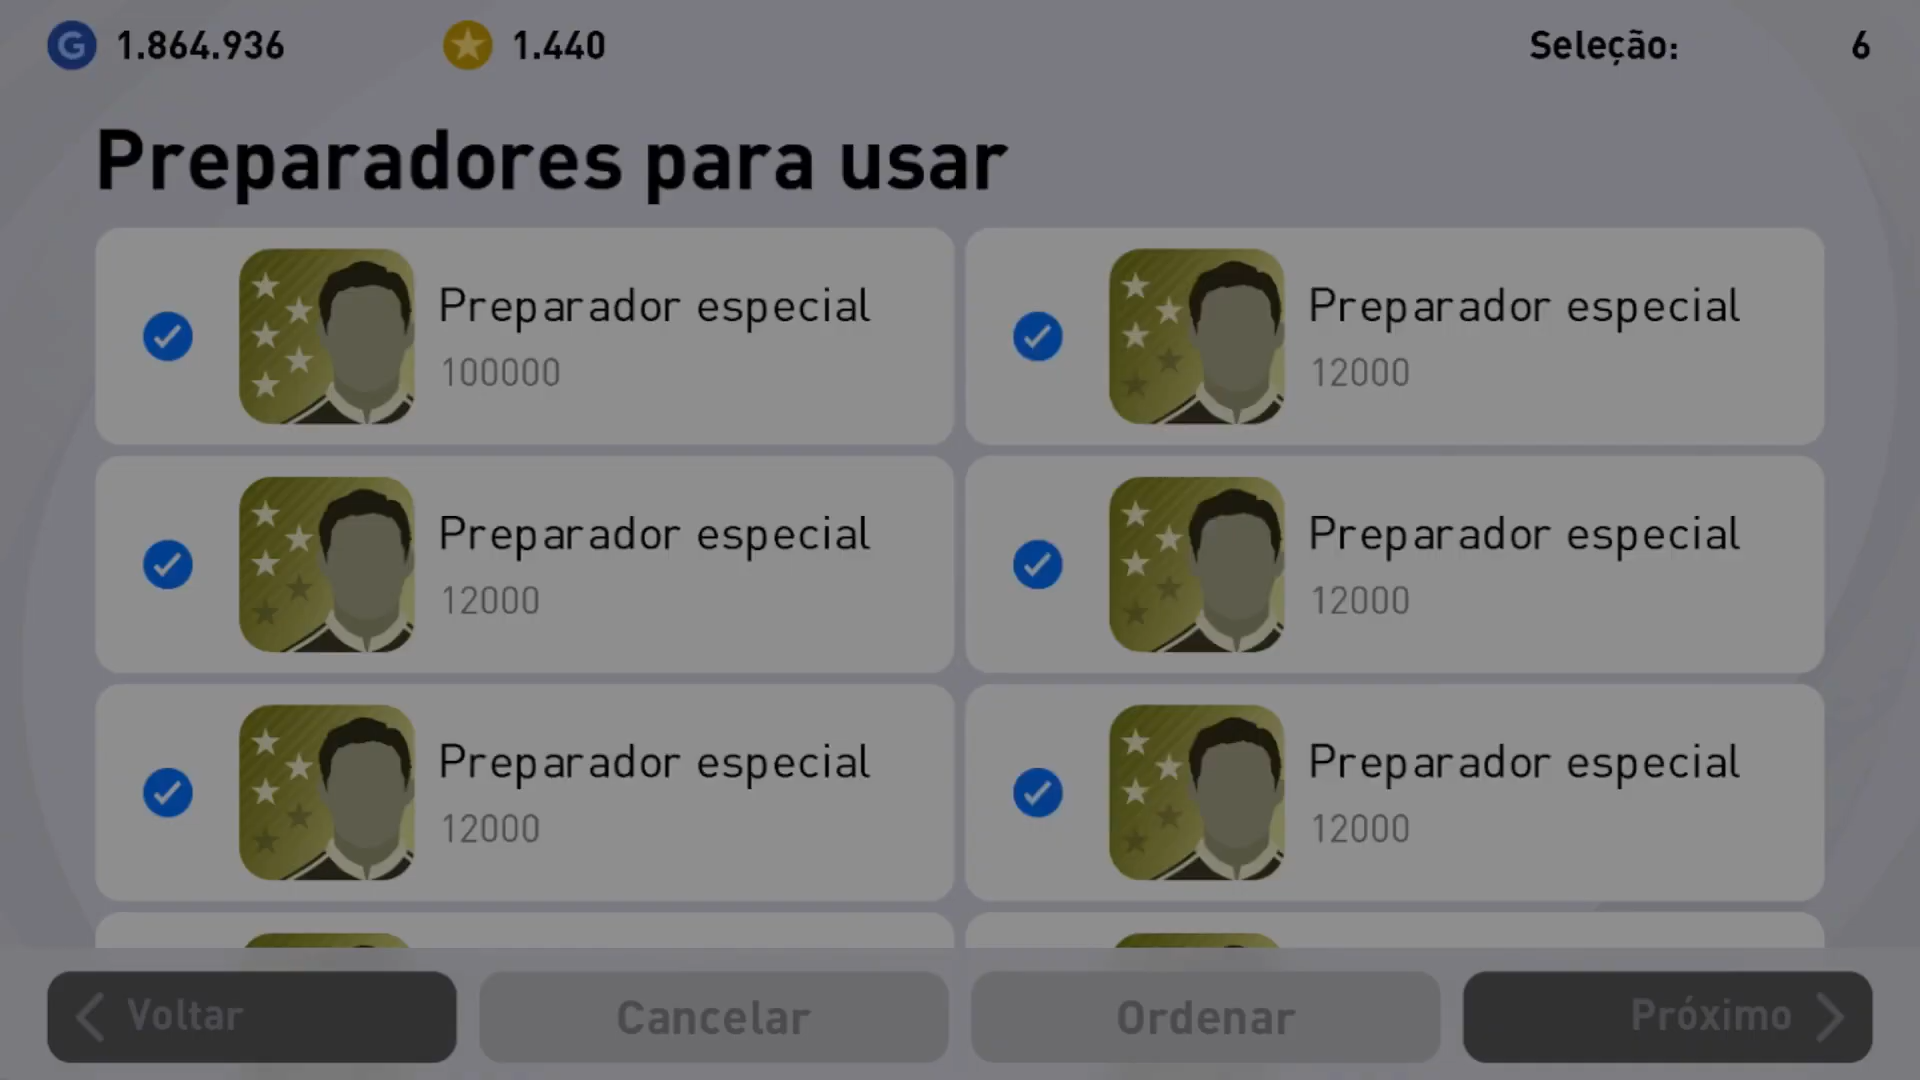 G 1.864.936 1.440 Seleção: 6
Preparadores para usar
Preparador especial
100000
Preparador especial
12000
Preparador especial
12000
Preparador especial
12000
Preparador especial
12000
Preparador especial
12000
Voltar Cancelar Ordenar Próximo